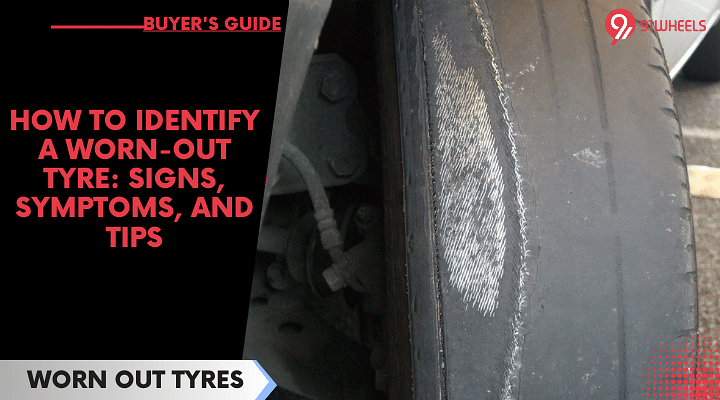 BUYER'S GUIDE
91WHEELS
HOW TO IDENTIFY
A WORN-OUT
TYRE: SIGNS,
SYMPTOMS, AND
TIPS
WORN OUT TYRES